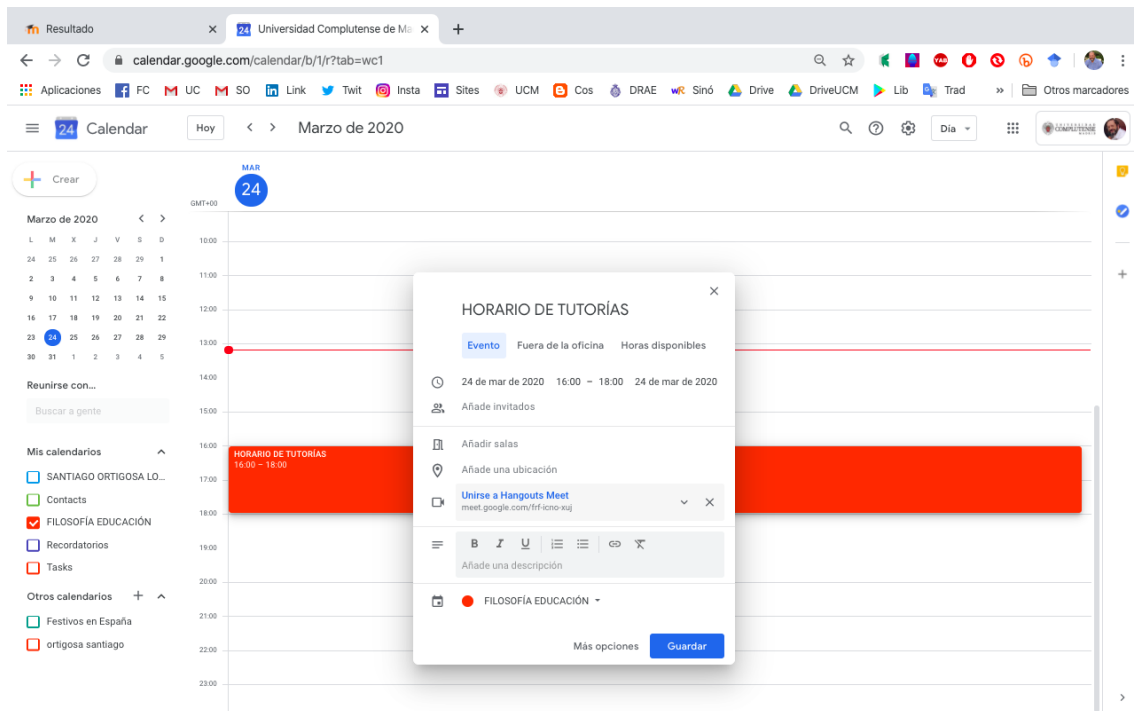 Resultado
Universidad Complutense de Ma
calendar.google.com/calendar/b/1/r?tab=wc1
Aplicaciones FC UC SO Link Twit Insta Sites UCM Cos DRAE Sinó Drive DriveUCM Lib Trad » Otros marcadores
24 Calendar Hoy Marzo de 2020 Día COMPLUTENSE
Crear
MAR
24
GMT+00
Marzo de 2020
L M X J V S D
24 25 26 27 28 29 1
2 3 4 5 6 7 8
9 10 11 12 13 14 15
16 17 18 19 20 21 22
23 24 25 26 27 28 29
30 31 1 2 3 4 5
Reunirse con...
Buscar a gente
Mis calendarios
SANTIAGO ORTIGOSA LO...
Contacts
FILOSOFÍA EDUCACIÓN
Recordatorios
Tasks
Otros calendarios
Festivos en España
ortigosa santiago
10:00
11:00
12:00
13:00
14:00
15:00
16:00
17:00
18:00
19:00
20:00
21:00
22:00
23:00
HORARIO DE TUTORÍAS
16:00 – 18:00
HORARIO DE TUTORÍAS
Evento Fuera de la oficina Horas disponibles
24 de mar de 2020 16:00 – 18:00 24 de mar de 2020
Añade invitados
Añadir salas
Añade una ubicación
Unirse a Hangouts Meet
meet.google.com/frf-icno-xuj
B I U
Añade una descripción
FILOSOFÍA EDUCACIÓN
Más opciones Guardar